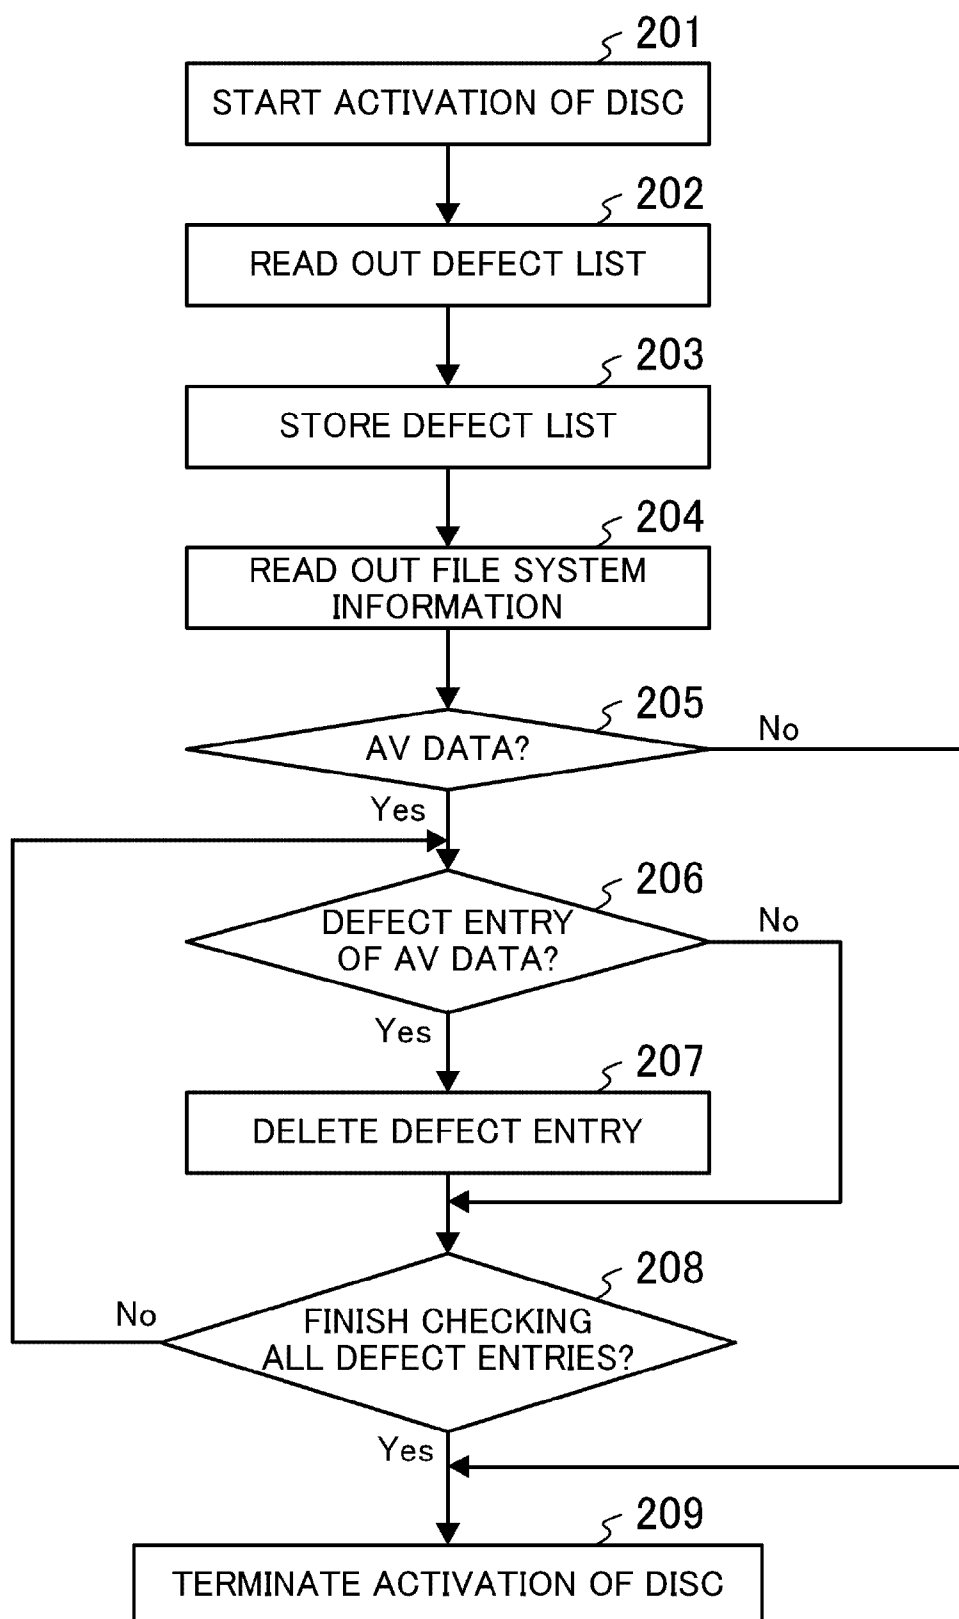 201
START ACTIVATION OF DISC
202
READ OUT DEFECT LIST
203
STORE DEFECT LIST
204
READ OUT FILE SYSTEM
INFORMATION
205
AV DATA?
No
Yes
206
DEFECT ENTRY
OF AV DATA?
No
Yes
207
DELETE DEFECT ENTRY
208
FINISH CHECKING
ALL DEFECT ENTRIES?
No
Yes
209
TERMINATE ACTIVATION OF DISC